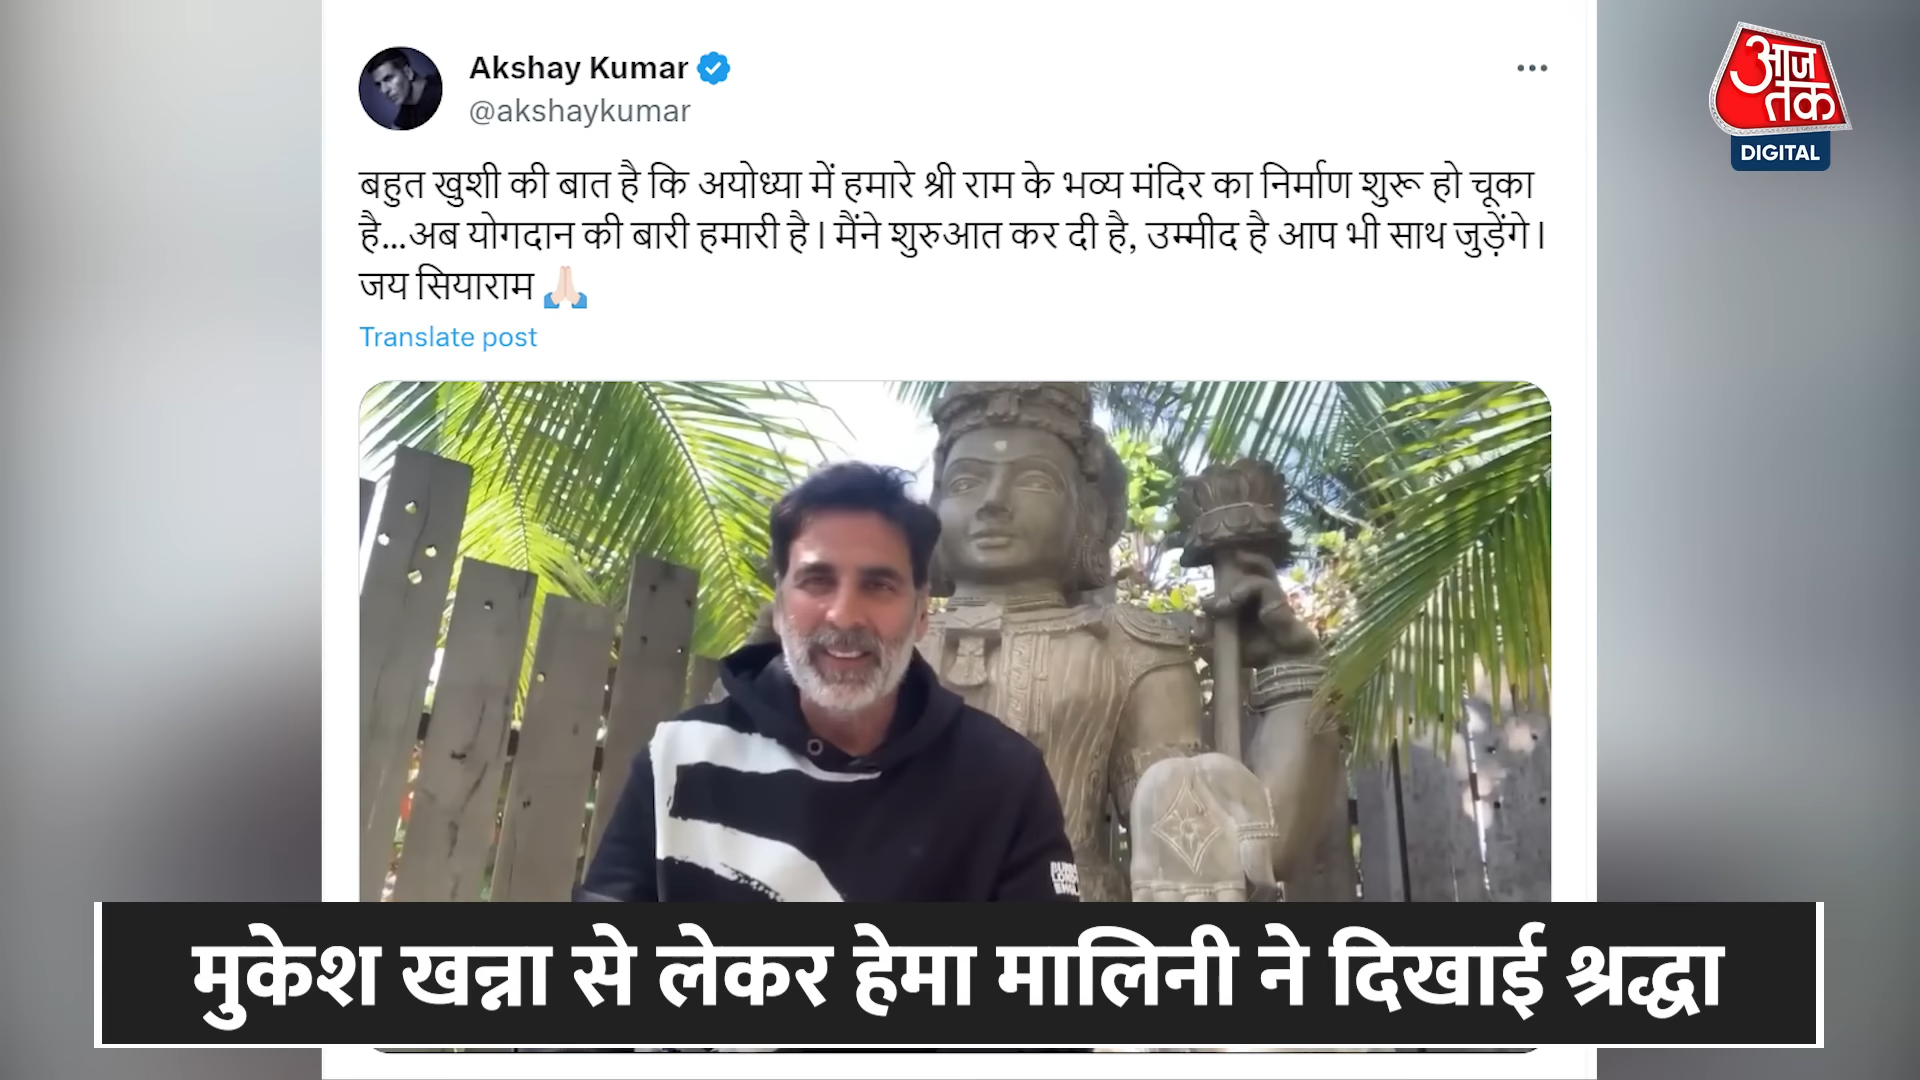 Akshay Kumar
@akshaykumar
आज
तक
DIGITAL
बहुत खुशी की बात है कि अयोध्या में हमारे श्री राम के भव्य मंदिर का निर्माण शुरू हो चूका
है...अब योगदान की बारी हमारी है l मैंने शुरुआत कर दी है, उम्मीद है आप भी साथ जुड़ेंगे l
जय सियाराम 🙏🏻
Translate post
मुकेश खन्ना से लेकर हेमा मालिनी ने दिखाई श्रद्धा